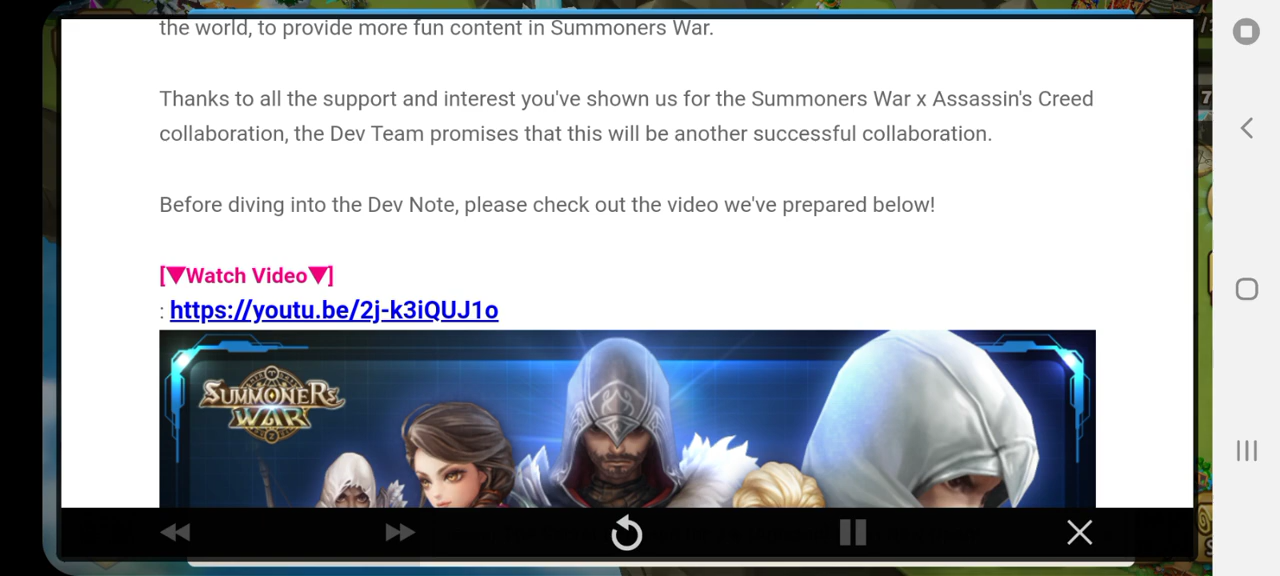 the world, to provide more fun content in Summoners War.
Thanks to all the support and interest you've shown us for the Summoners War x Assassin's Creed
collaboration, the Dev Team promises that this will be another successful collaboration.
Before diving into the Dev Note, please check out the video we've prepared below!
[▼Watch Video▼]
: https://youtu.be/2j-k3iQUJ1o
SUMMONERS
WAR